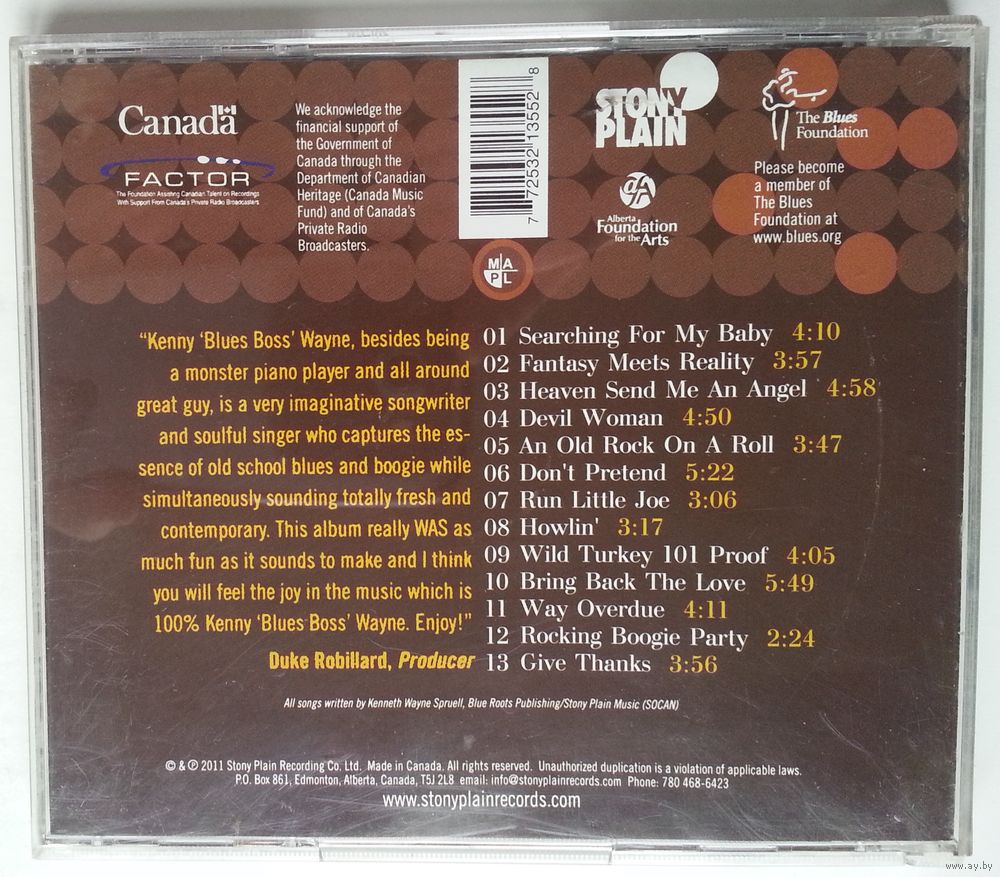 Canada
FACTOR
The Foundation Assisting Canadian Talent on Recordings
With Support From Canada's Private Radio Broadcasters
We acknowledge the
financial support of
the Government of
Canada through the
Department of Canadian
Heritage (Canada Music
Fund) and of Canada's
Private Radio
Broadcasters.
7 72532 13552 8
MAPL
STONY
PLAIN
afa
Alberta
Foundation
for the Arts
The Blues
Foundation
Please become
a member of
The Blues
Foundation at
www.blues.org
"Kenny 'Blues Boss' Wayne, besides being
a monster piano player and all around
great guy, is a very imaginative songwriter
and soulful singer who captures the es-
sence of old school blues and boogie while
simultaneously sounding totally fresh and
contemporary. This album really WAS as
much fun as it sounds to make and I think
you will feel the joy in the music which is
100% Kenny 'Blues Boss' Wayne. Enjoy!"
Duke Robillard, Producer
01 Searching For My Baby 4:10
02 Fantasy Meets Reality 3:57
03 Heaven Send Me An Angel 4:58
04 Devil Woman 4:50
05 An Old Rock On A Roll 3:47
06 Don't Pretend 5:22
07 Run Little Joe 3:06
08 Howlin' 3:17
09 Wild Turkey 101 Proof 4:05
10 Bring Back The Love 5:49
11 Way Overdue 4:11
12 Rocking Boogie Party 2:24
13 Give Thanks 3:56
All songs written by Kenneth Wayne Spruell, Blue Roots Publishing/Stony Plain Music (SOCAN)
© & ℗ 2011 Stony Plain Recording Co. Ltd. Made in Canada. All rights reserved. Unauthorized duplication is a violation of applicable laws.
P.O. Box 861, Edmonton, Alberta, Canada, T5J 2L8 email: info@stonyplainrecords.com Phone: 780 468-6423
www.stonyplainrecords.com
www.ay.by